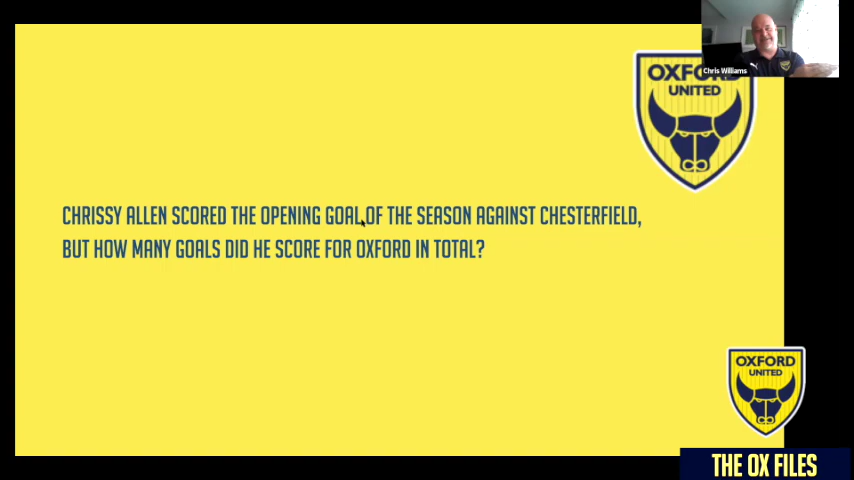 Chris Williams
OXFORD
UNITED
CHRISSY ALLEN SCORED THE OPENING GOAL OF THE SEASON AGAINST CHESTERFIELD,
BUT HOW MANY GOALS DID HE SCORE FOR OXFORD IN TOTAL?
OXFORD
UNITED
THE OX FILES